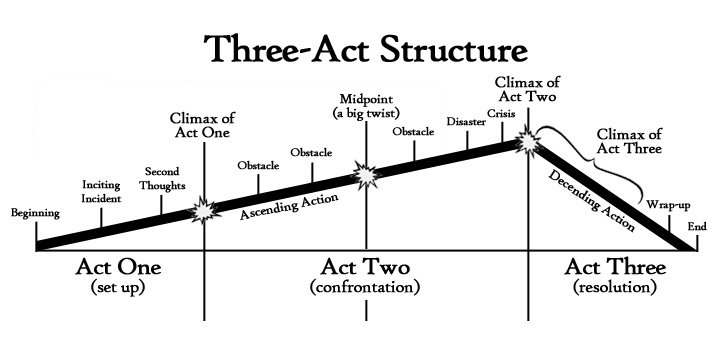 Three-Act Structure
Climax of
Act Two
Midpoint
(a big twist)
Crisis
Climax of
Act One
Disaster
Obstacle
Climax of
Act Three
Obstacle
Obstacle
Second
Thoughts
Inciting
Incident
Beginning
Ascending Action
Decending Action
Wrap-up
End
Act One
(set up)
Act Two
(confrontation)
Act Three
(resolution)